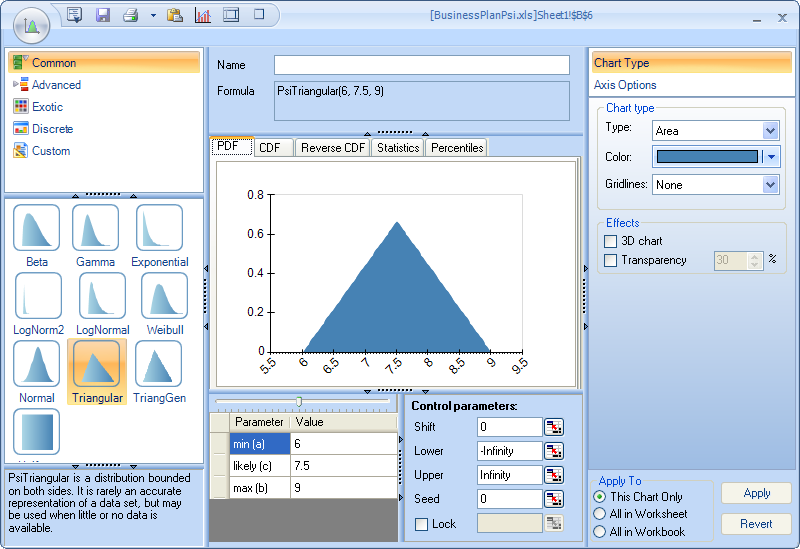 [BusinessPlanPsi.xls]Sheet1!$B$6
Common
Advanced
Exotic
Discrete
Custom
Beta
Gamma
Exponential
LogNorm2
LogNormal
Weibull
Normal
Triangular
TriangGen
PsiTriangular is a distribution bounded
on both sides. It is rarely an accurate
representation of a data set, but may
be used when little or no data is
available.
Name
Formula
PsiTriangular(6, 7.5, 9)
PDF
CDF
Reverse CDF
Statistics
Percentiles
0.8
0.6
0.4
0.2
0
5.5
6
6.5
7
7.5
8
8.5
9
9.5
Parameter Value
min (a) 6
likely (c) 7.5
max (b) 9
Control parameters:
Shift 0
Lower -Infinity
Upper Infinity
Seed 0
Lock
Chart Type
Axis Options
Chart type
Type: Area
Color:
Gridlines: None
Effects
3D chart
Transparency 30 %
Apply To
This Chart Only
All in Worksheet
All in Workbook
Apply
Revert